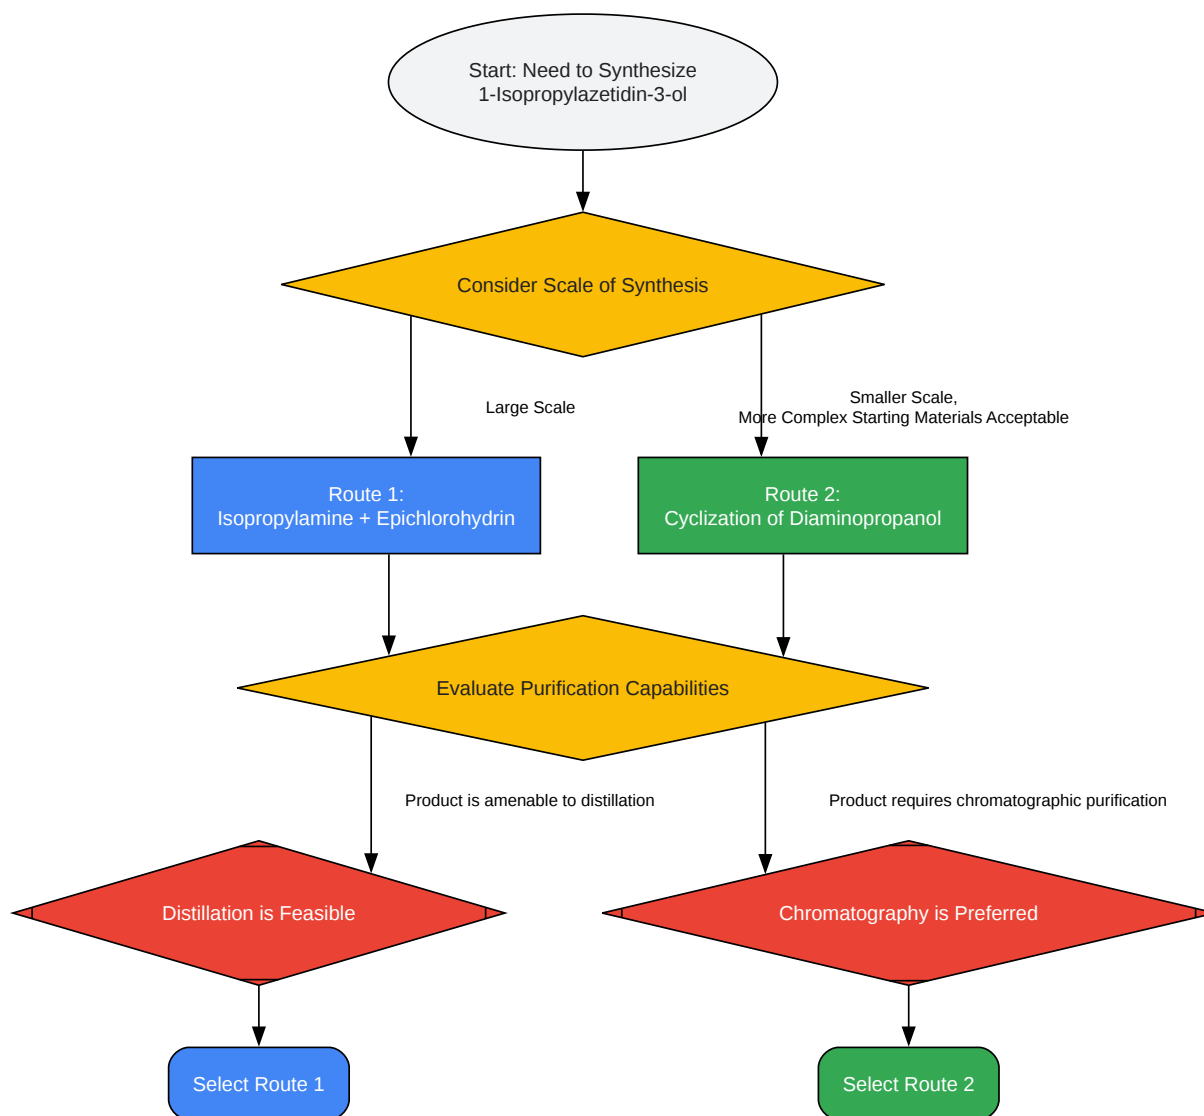 Start: Need to Synthesize
1-Isopropylazetidin-3-ol
Consider Scale of Synthesis
Large Scale
Smaller Scale,
More Complex Starting Materials Acceptable
Route 1:
Isopropylamine + Epichlorohydrin
Route 2:
Cyclization of Diaminopropanol
Evaluate Purification Capabilities
Product is amenable to distillation
Product requires chromatographic purification
Distillation is Feasible
Chromatography is Preferred
Select Route 1
Select Route 2